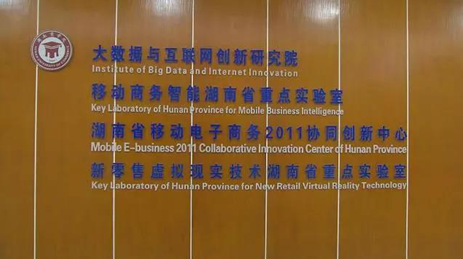 大数据与互联网创新研究院
Institute of Big Data and Internet Innovation
移动商务智能湖南省重点实验室
Key Laboratory of Hunan Province for Mobile Business Intelligence
湖南省移动电子商务2011协同创新中心
Mobile E-business 2011 Collaborative Innovation Center of Hunan Province
新零售虚拟现实技术湖南省重点实验室
Key Laboratory of Hunan Province for New Retail Virtual Reality Technology